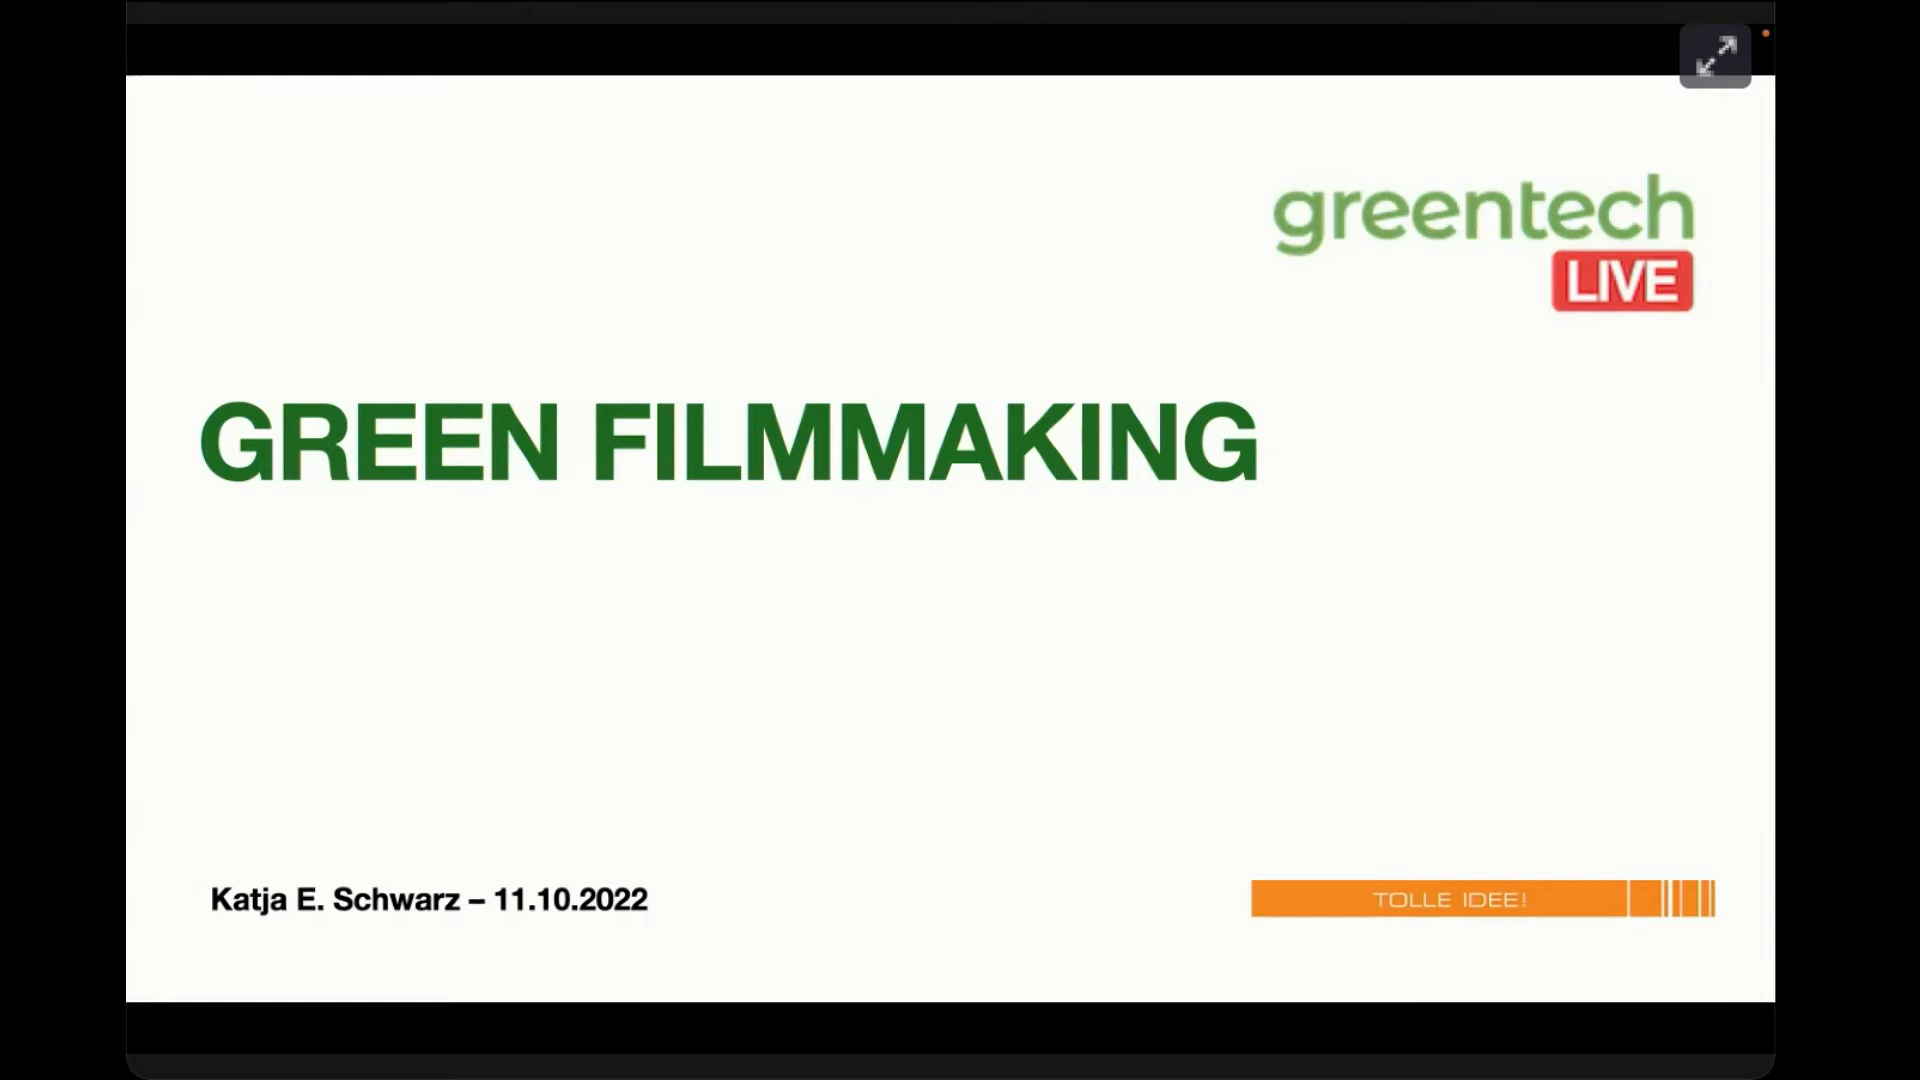 greentech
LIVE
GREEN FILMMAKING
Katja E. Schwarz – 11.10.2022
TOLLE IDEE!